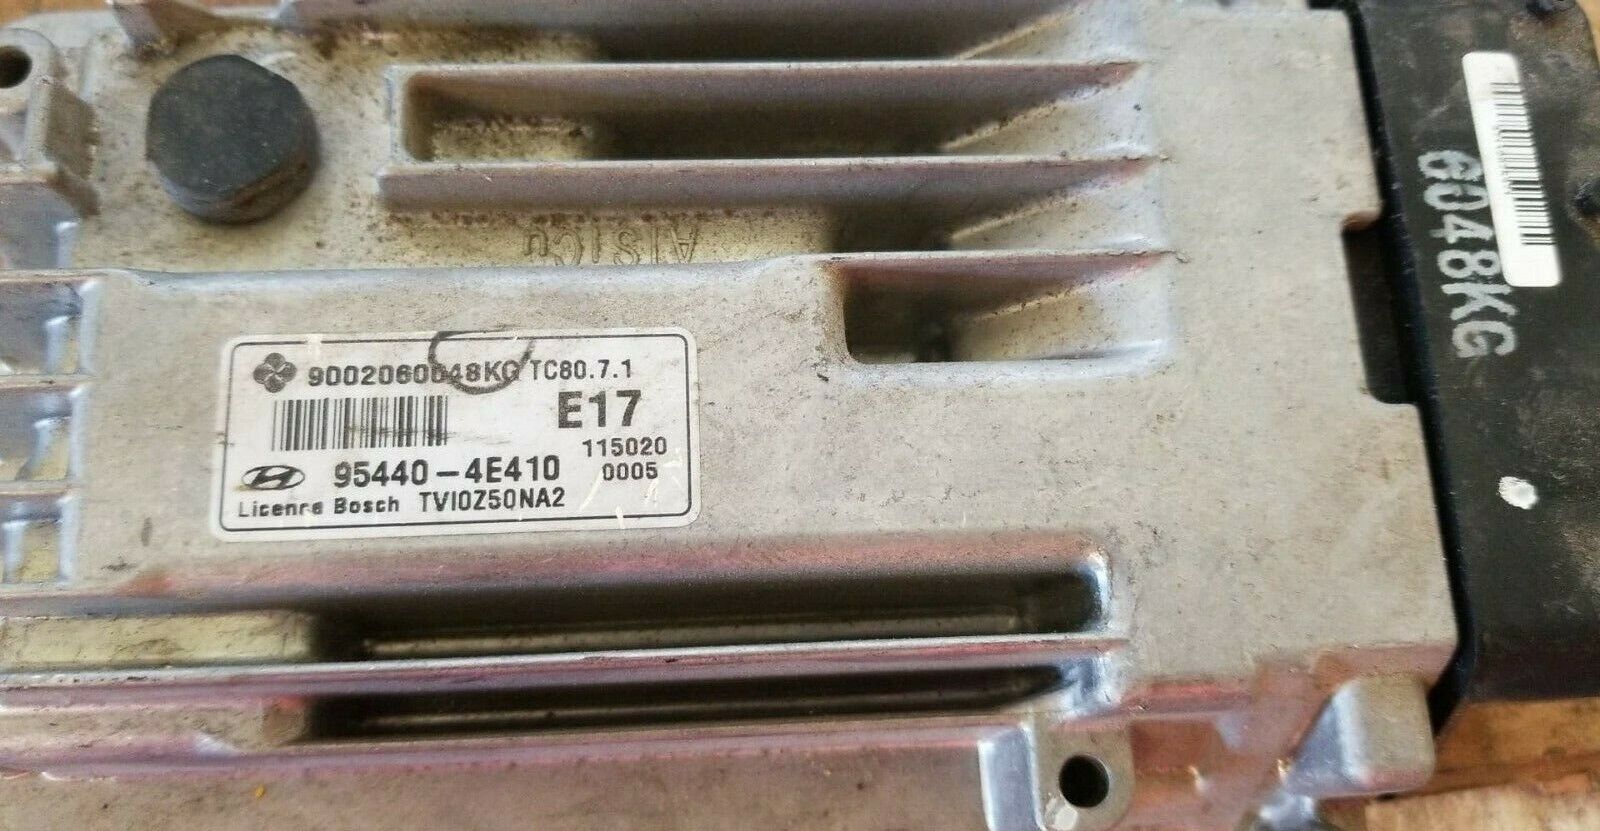 9002060048KG TC80.7.1
E17
115020
95440-4E410
0005
Licenre Bosch TVI0Z50NA2
6048KG